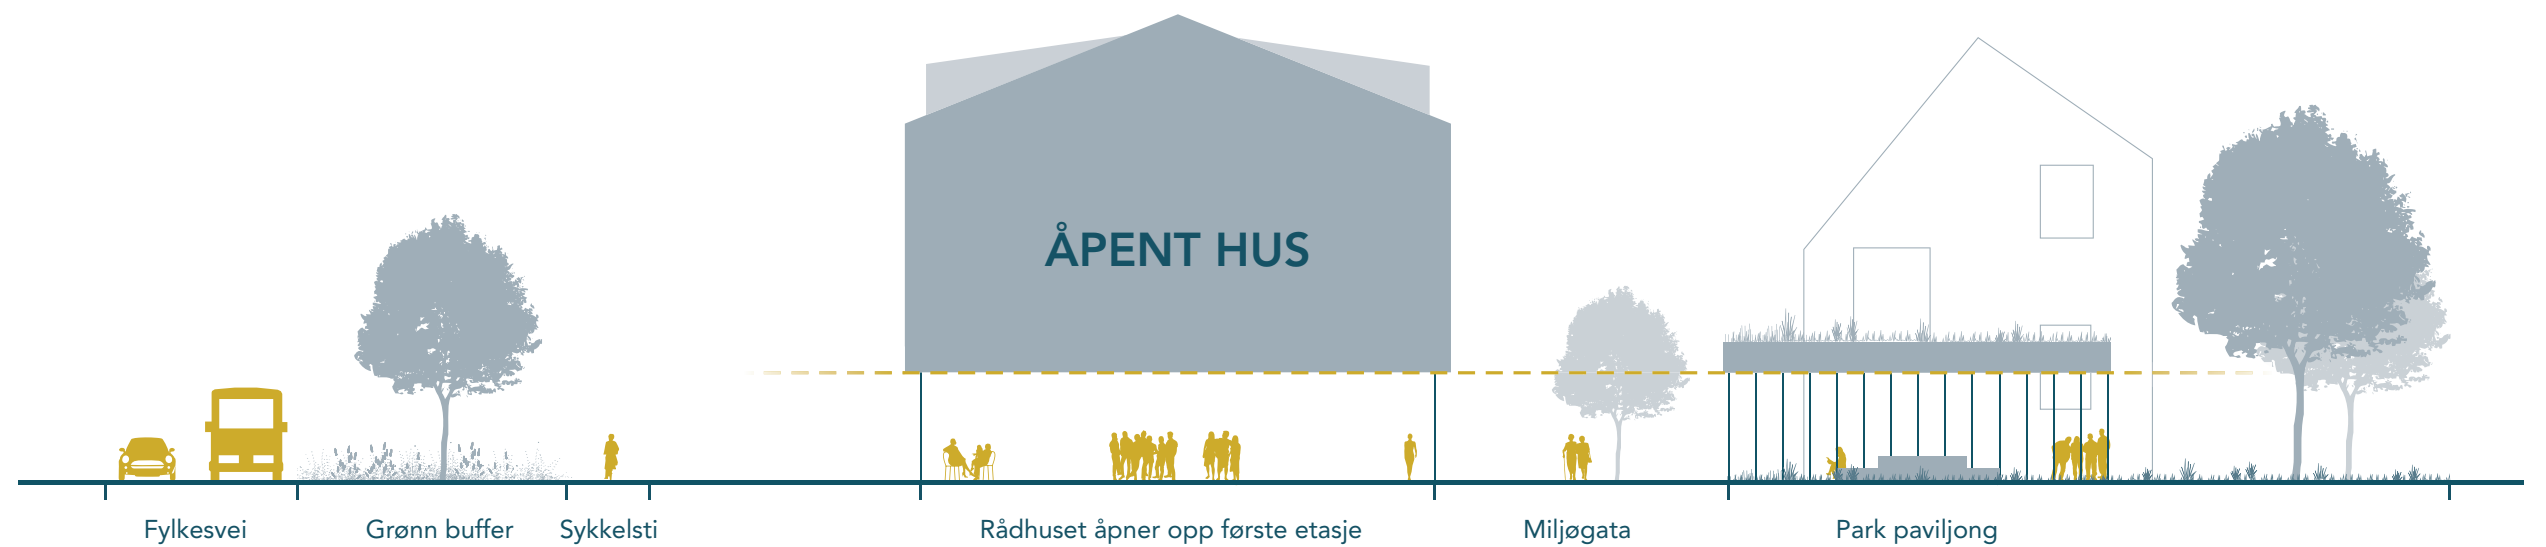 ÅPENT HUS
Fylkesvei
Grønn buffer
Sykkelsti
Rådhuset åpner opp første etasje
Miljøgata
Park paviljong